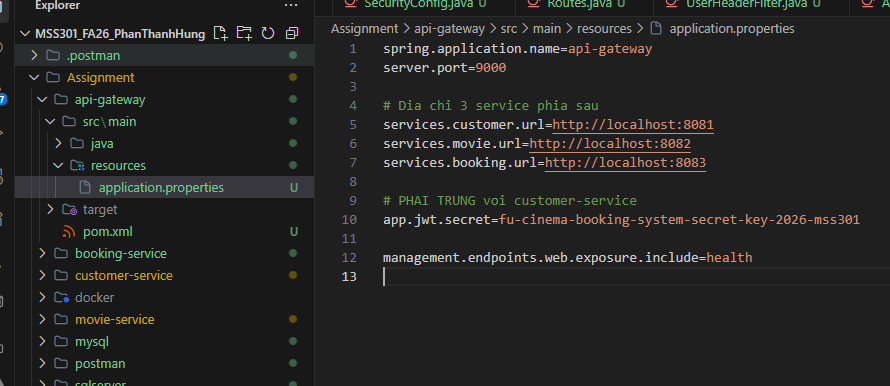 Explorer
MSS301_FA26_PhanThanhHung
.postman
Assignment
api-gateway
src\main
java
resources
application.properties U
target
pom.xml U
booking-service
customer-service
docker
movie-service
mysql
postman
SecurityConfig.java U
Routes.java U
UserHeaderFilter.java U
Assignment > api-gateway > src > main > resources > application.properties
1 spring.application.name=api-gateway
2 server.port=9000
3
4 # Dia chi 3 service phia sau
5 services.customer.url=http://localhost:8081
6 services.movie.url=http://localhost:8082
7 services.booking.url=http://localhost:8083
8
9 # PHAI TRUNG voi customer-service
10 app.jwt.secret=fu-cinema-booking-system-secret-key-2026-mss301
11
12 management.endpoints.web.exposure.include=health
13